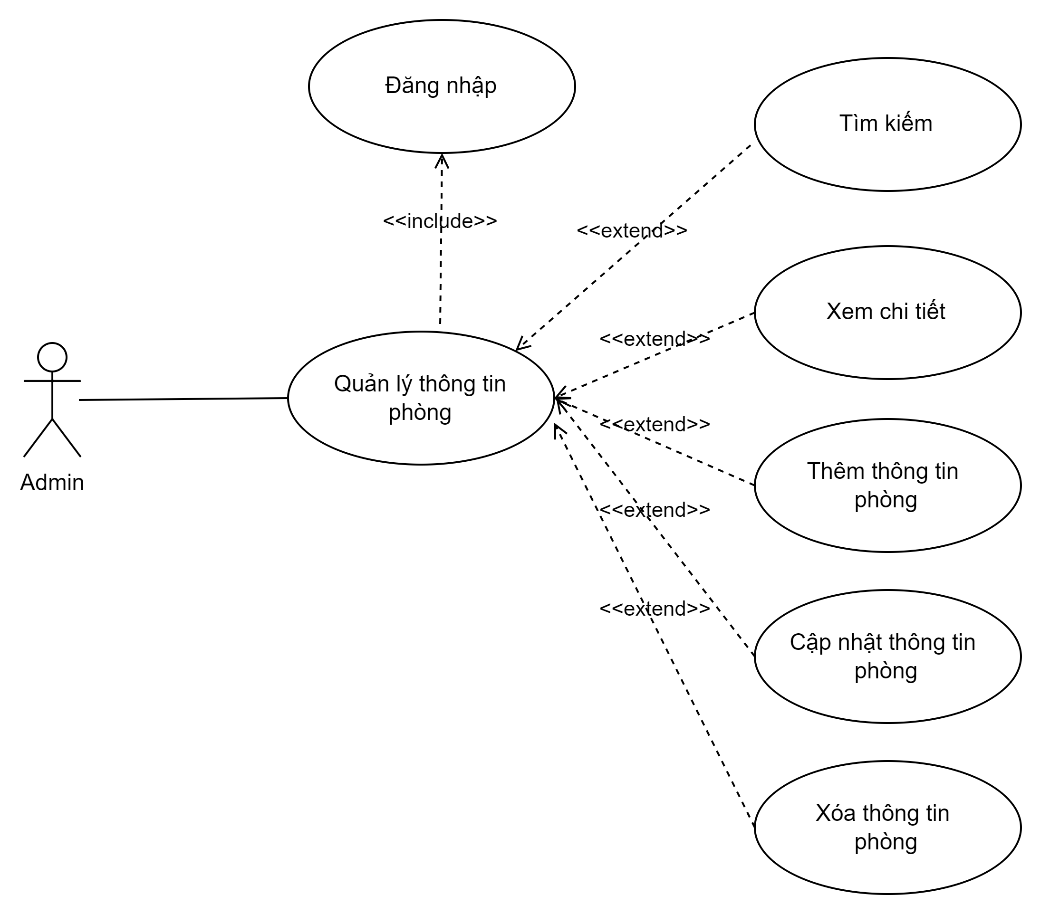 Đăng nhập
Tìm kiếm
<<include>>
<<extend>>
Xem chi tiết
<<extend>>
Quản lý thông tin
phòng
<<extend>>
Admin
Thêm thông tin
phòng
<<extend>>
<<extend>>
Cập nhật thông tin
phòng
Xóa thông tin
phòng